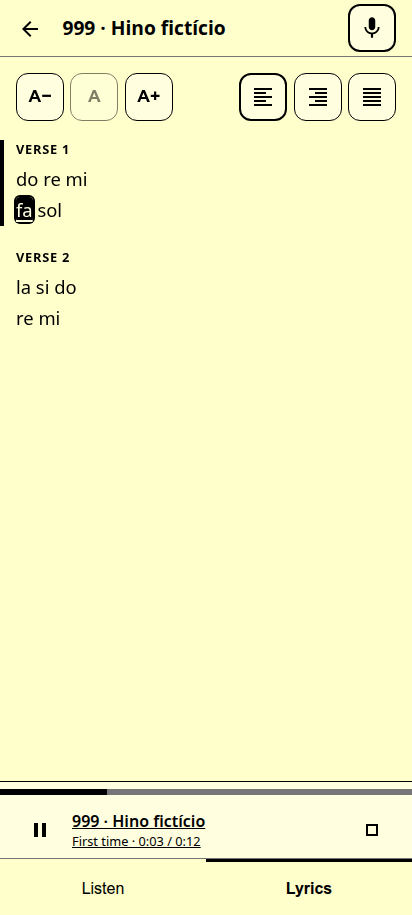 999 · Hino fictício
A− A A+
VERSE 1
do re mi
fa sol
VERSE 2
la si do
re mi
999 · Hino fictício
First time · 0:03 / 0:12
Listen Lyrics